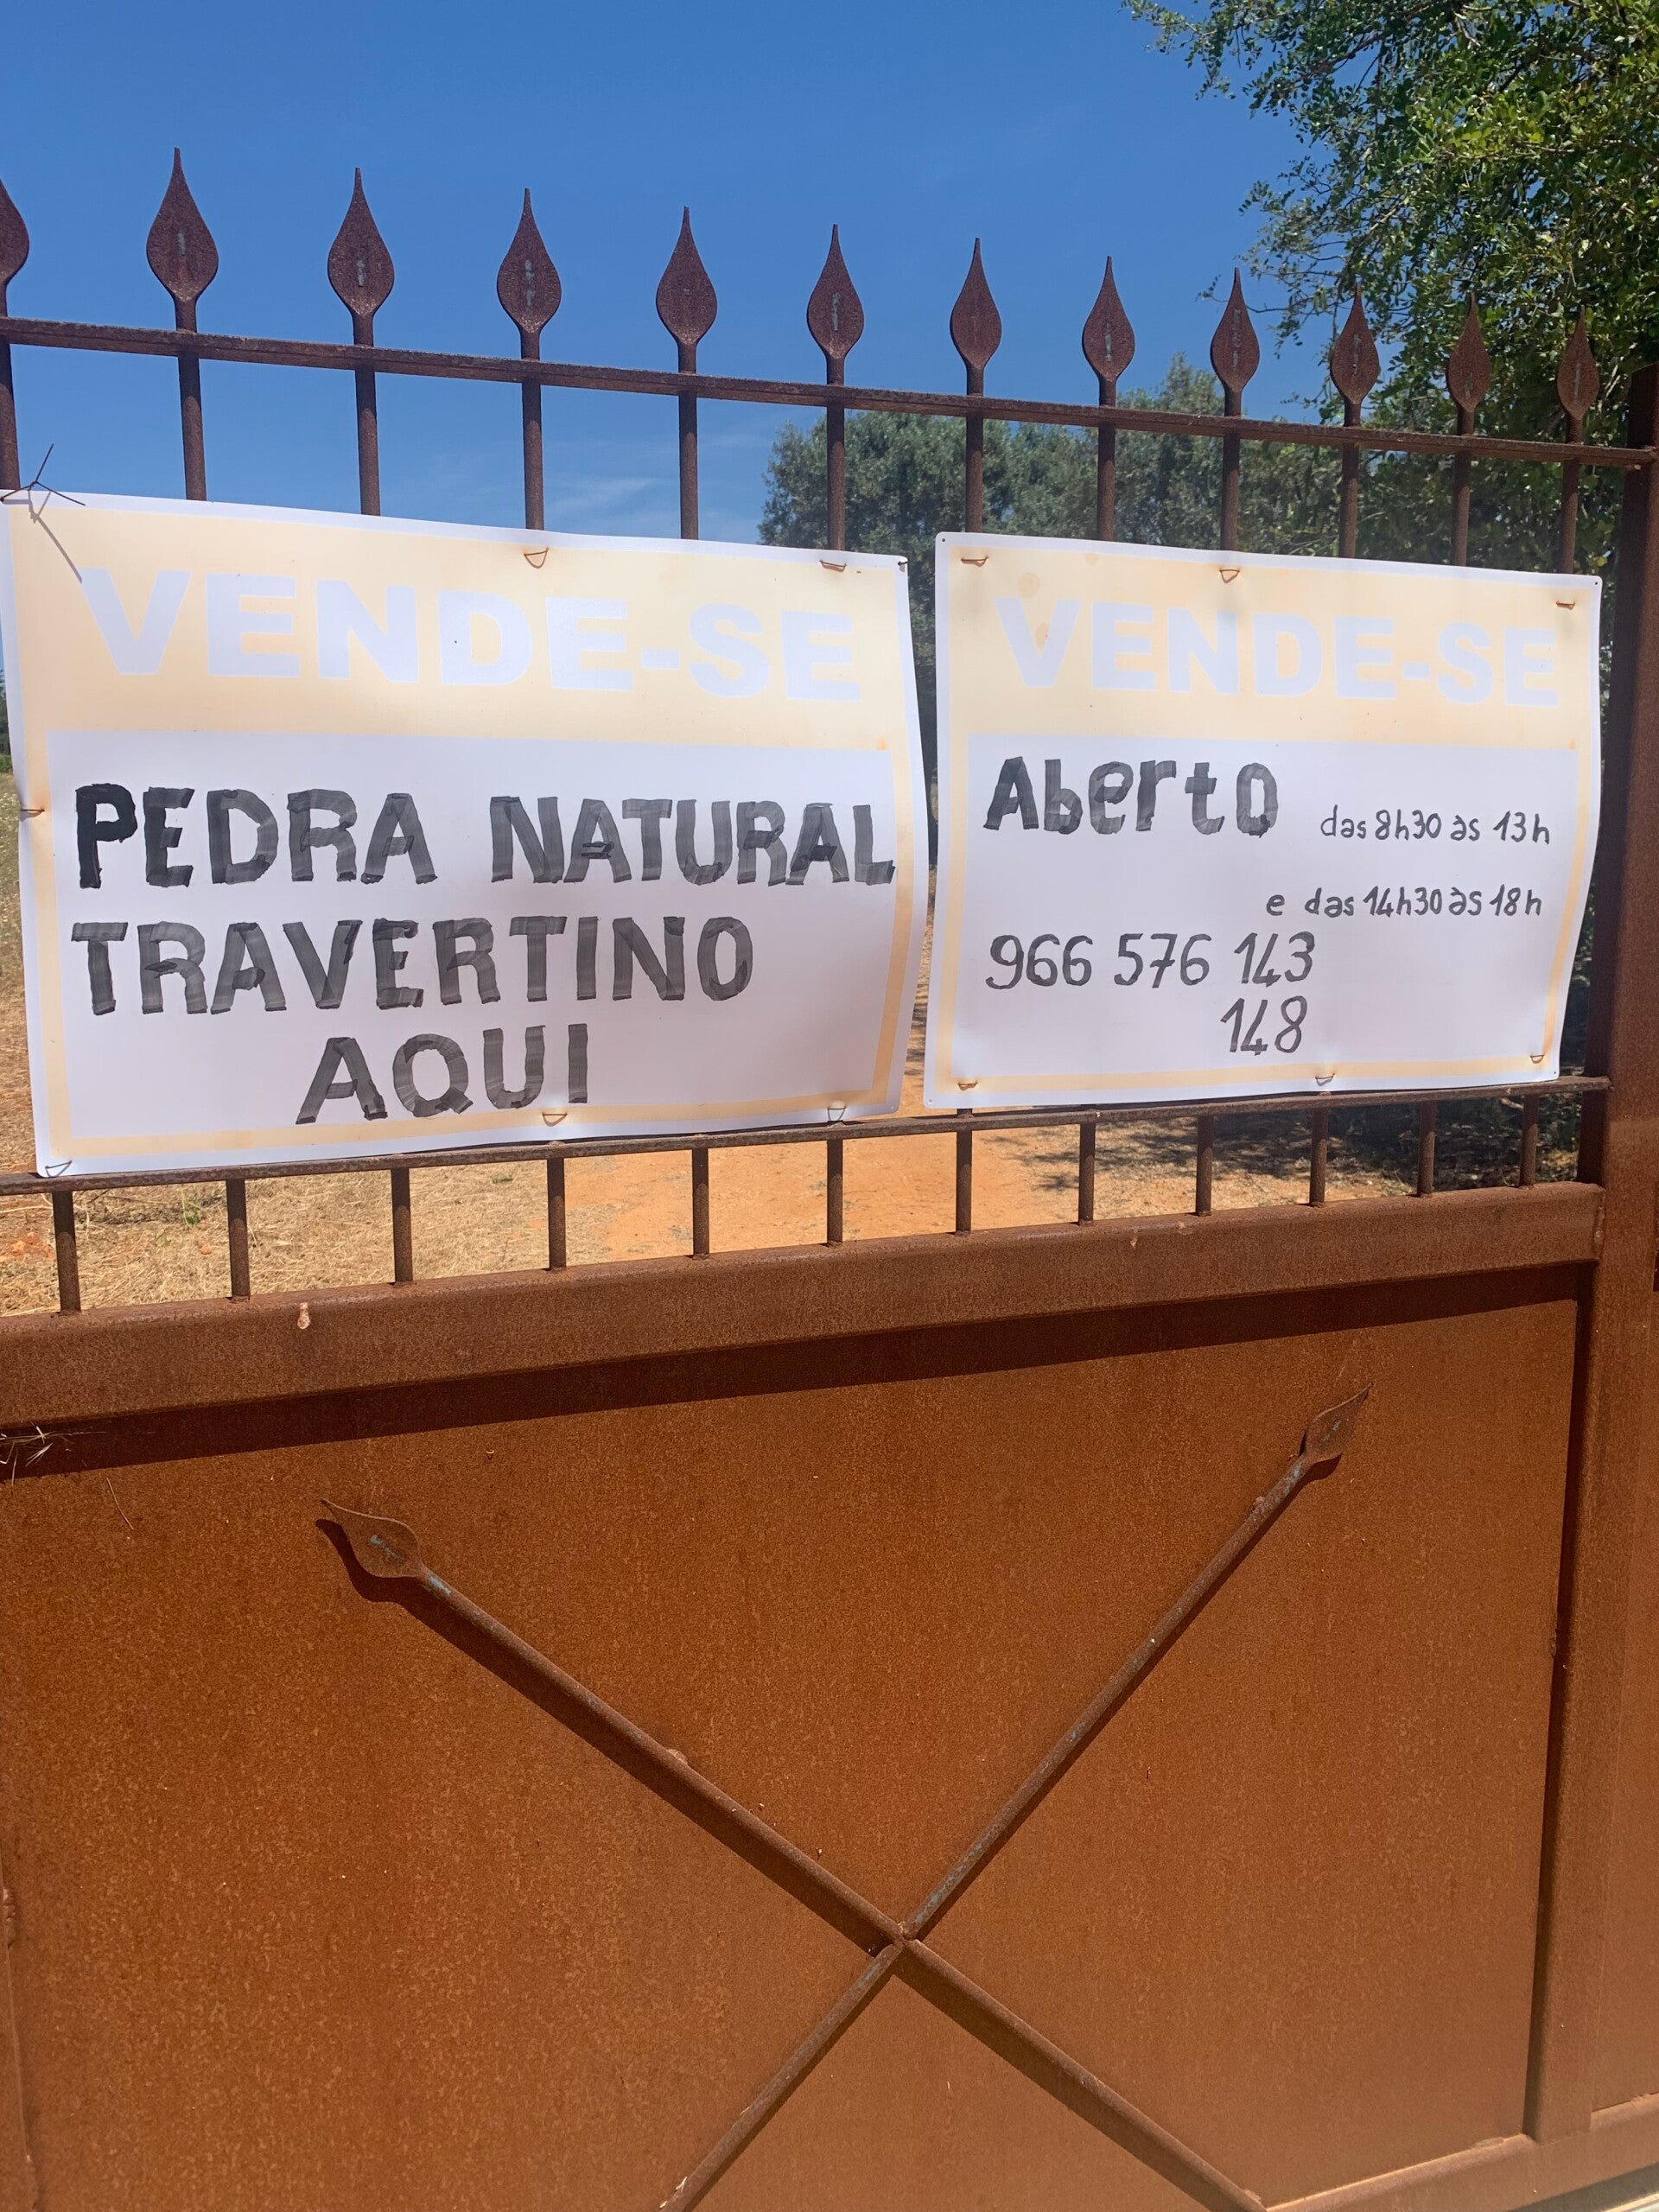 VENDE-SE
PEDRA NATURAL
TRAVERTINO
AQUI
VENDE-SE
Aberto das 8h30 às 13h
e das 14h30 às 18h
966 576 143
148